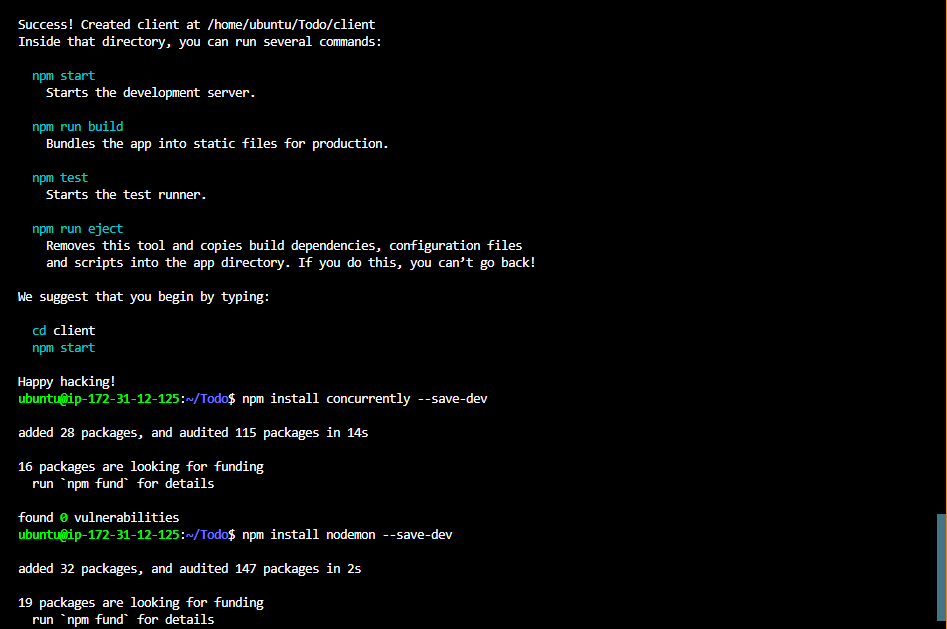 Success! Created client at /home/ubuntu/Todo/client
Inside that directory, you can run several commands:
npm start
Starts the development server.
npm run build
Bundles the app into static files for production.
npm test
Starts the test runner.
npm run eject
Removes this tool and copies build dependencies, configuration files
and scripts into the app directory. If you do this, you can’t go back!
We suggest that you begin by typing:
cd client
npm start
Happy hacking!
ubuntu@ip-172-31-12-125:~/Todo$ npm install concurrently --save-dev
added 28 packages, and audited 115 packages in 14s
16 packages are looking for funding
run `npm fund` for details
found 0 vulnerabilities
ubuntu@ip-172-31-12-125:~/Todo$ npm install nodemon --save-dev
added 32 packages, and audited 147 packages in 2s
19 packages are looking for funding
run `npm fund` for details